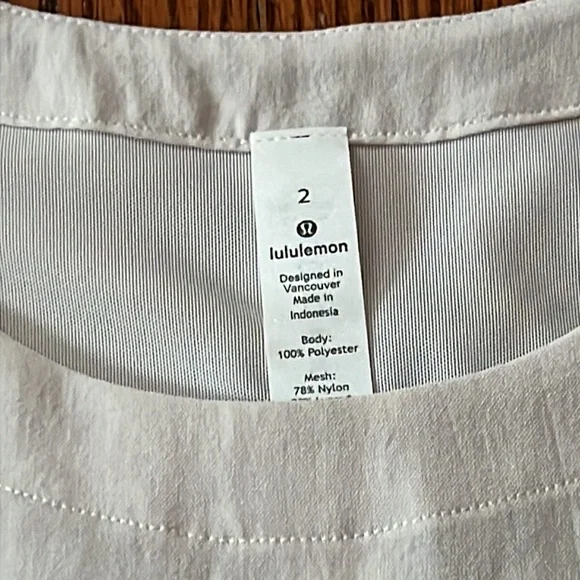 2
lululemon
Designed in
Vancouver
Made in
Indonesia
Body:
100% Polyester
Mesh:
78% Nylon